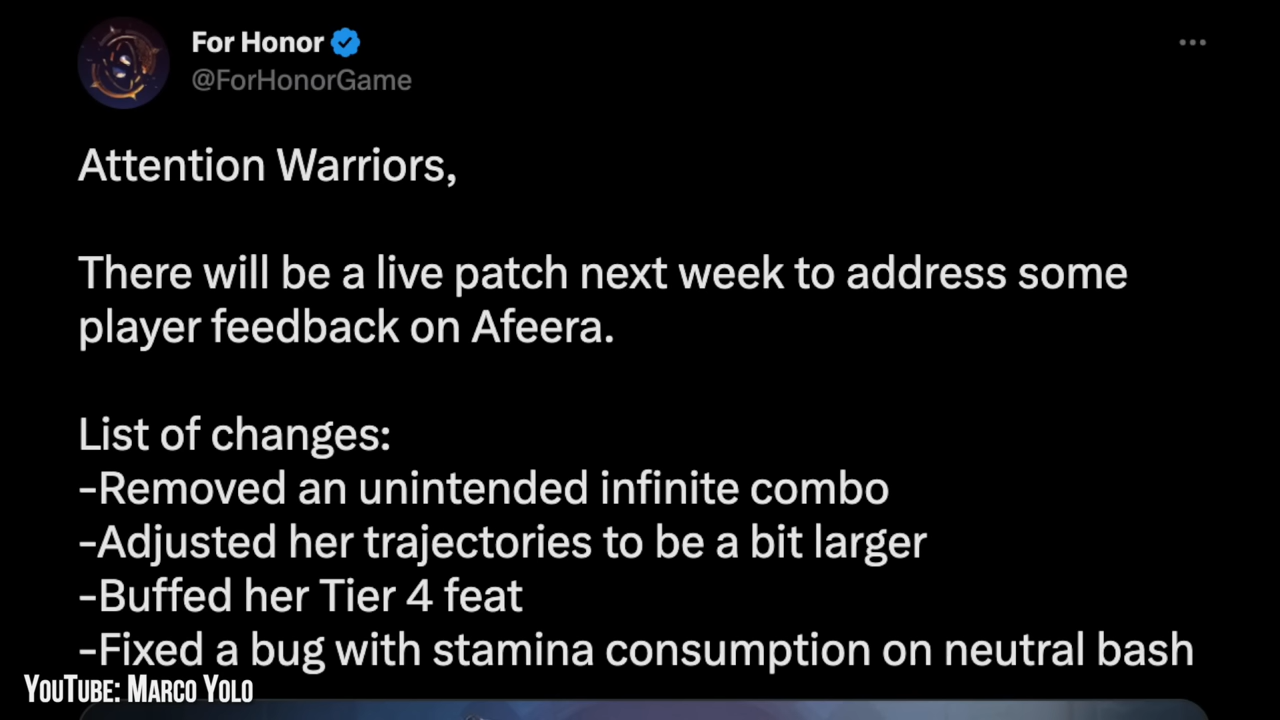 For Honor
@ForHonorGame
Attention Warriors,
There will be a live patch next week to address some
player feedback on Afeera.
List of changes:
-Removed an unintended infinite combo
-Adjusted her trajectories to be a bit larger
-Buffed her Tier 4 feat
-Fixed a bug with stamina consumption on neutral bash
YouTube: Marco Yolo